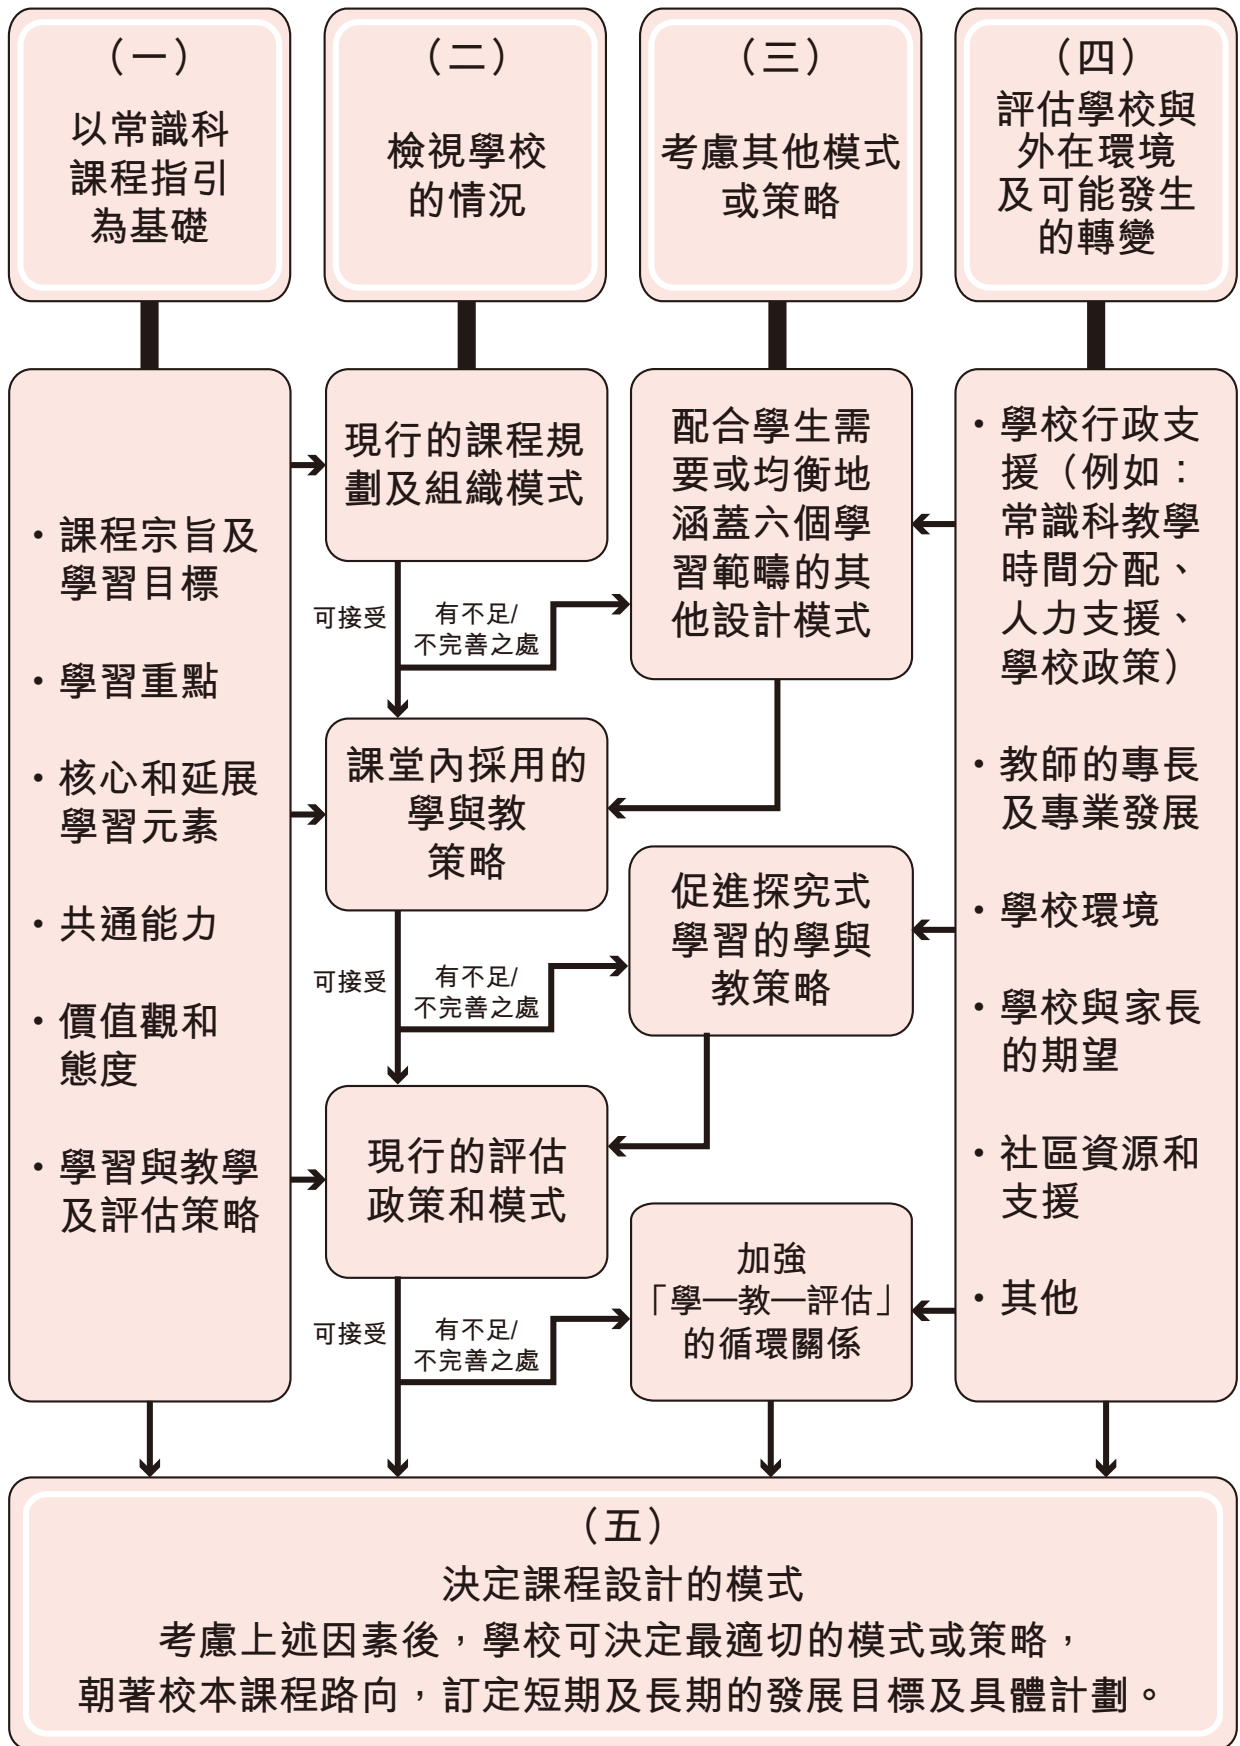 （一）
以常識科
課程指引
為基礎
（二）
檢視學校
的情況
（三）
考慮其他模式
或策略
（四）
評估學校與
外在環境
及可能發生
的轉變
・課程宗旨及
學習目標
・學習重點
・核心和延展
學習元素
・共通能力
・價值觀和
態度
・學習與教學
及評估策略
現行的課程規
劃及組織模式
可接受
有不足/
不完善之處
課堂內採用的
學與教
策略
可接受
有不足/
不完善之處
現行的評估
政策和模式
可接受
有不足/
不完善之處
配合學生需
要或均衡地
涵蓋六個學
習範疇的其
他設計模式
促進探究式
學習的學與
教策略
加強
「學—教—評估」
的循環關係
・學校行政支
援（例如：
常識科教學
時間分配、
人力支援、
學校政策）
・教師的專長
及專業發展
・學校環境
・學校與家長
的期望
・社區資源和
支援
・其他
（五）
決定課程設計的模式
考慮上述因素後，學校可決定最適切的模式或策略，
朝著校本課程路向，訂定短期及長期的發展目標及具體計劃。